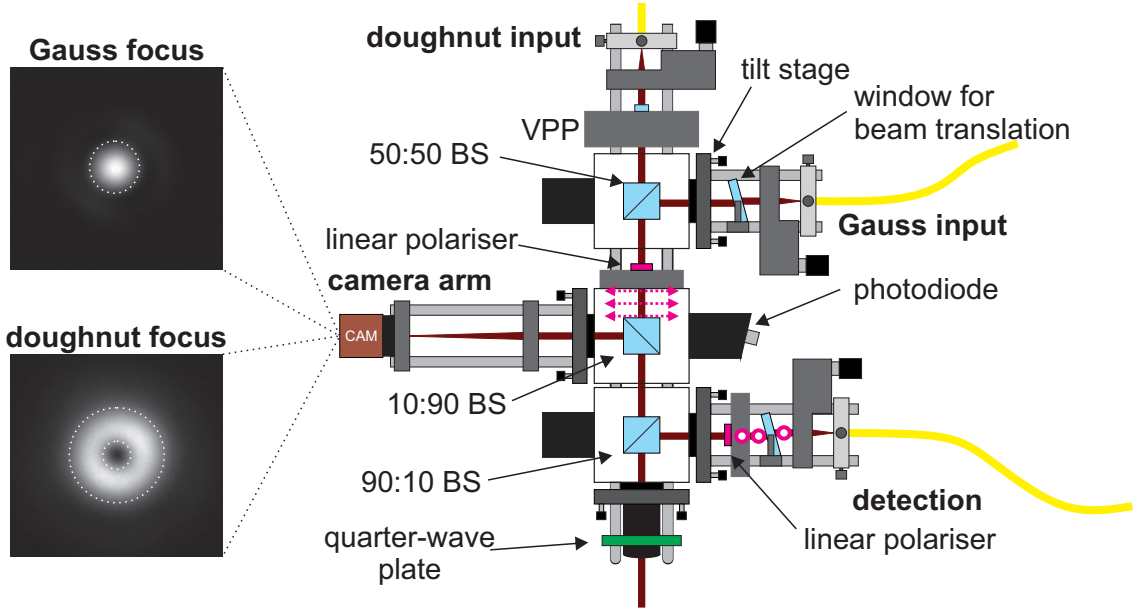 Gauss focus
doughnut focus
doughnut input
VPP
50:50 BS
tilt stage
window for
beam translation
Gauss input
linear polariser
camera arm
CAM
photodiode
10:90 BS
90:10 BS
detection
linear polariser
quarter-wave
plate